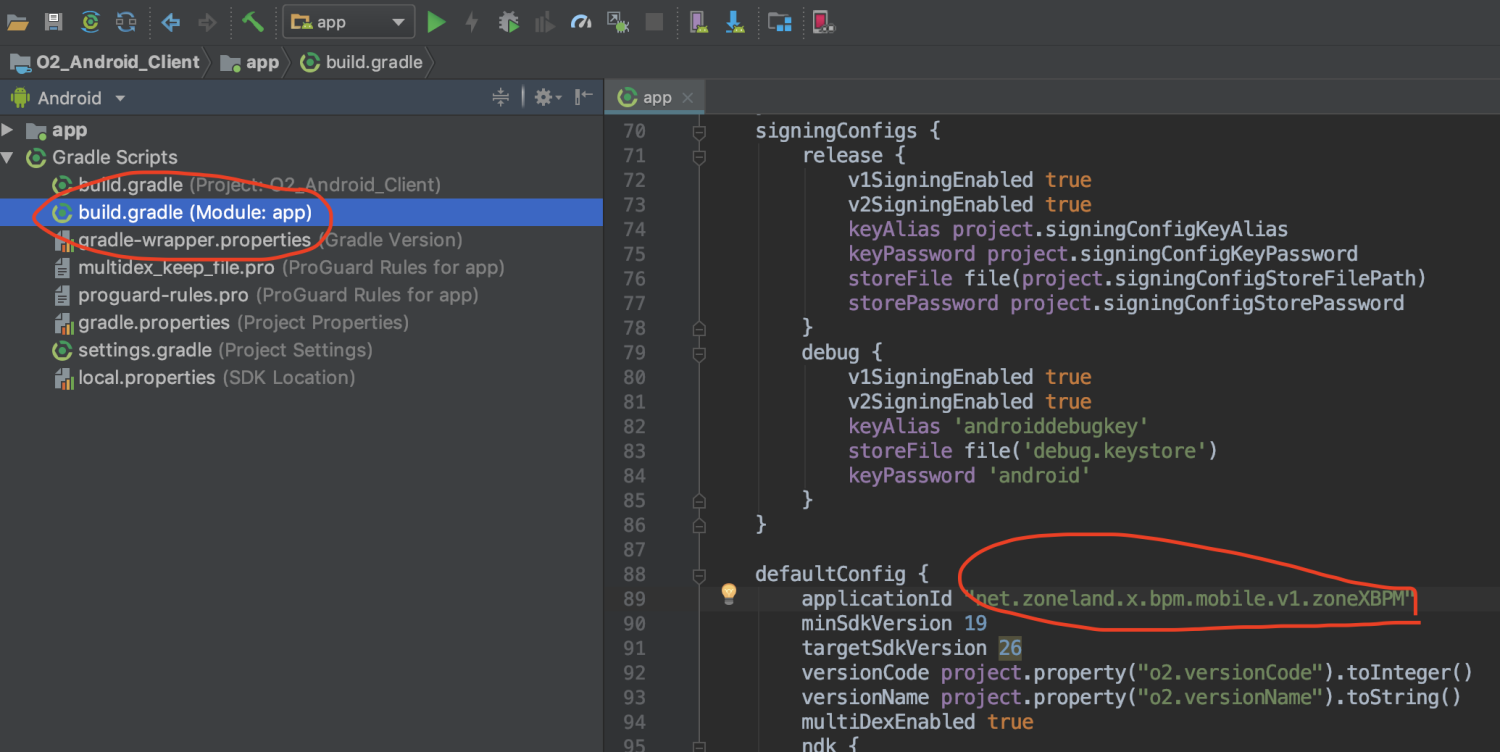 app
O2_Android_Client app build.gradle
Android
app
Gradle Scripts
build.gradle (Project: O2_Android_Client)
build.gradle (Module: app)
gradle-wrapper.properties (Gradle Version)
multidex_keep_file.pro (ProGuard Rules for app)
proguard-rules.pro (ProGuard Rules for app)
gradle.properties (Project Properties)
settings.gradle (Project Settings)
local.properties (SDK Location)
app
70 signingConfigs {
71 release {
72 v1SigningEnabled true
73 v2SigningEnabled true
74 keyAlias project.signingConfigKeyAlias
75 keyPassword project.signingConfigKeyPassword
76 storeFile file(project.signingConfigStoreFilePath)
77 storePassword project.signingConfigStorePassword
78 }
79 debug {
80 v1SigningEnabled true
81 v2SigningEnabled true
82 keyAlias 'androiddebugkey'
83 storeFile file('debug.keystore')
84 keyPassword 'android'
85 }
86 }
87
88 defaultConfig {
89 applicationId "net.zoneland.x.bpm.mobile.v1.zoneXBPM"
90 minSdkVersion 19
91 targetSdkVersion 26
92 versionCode project.property("o2.versionCode").toInteger()
93 versionName project.property("o2.versionName").toString()
94 multiDexEnabled true
95 ndk {